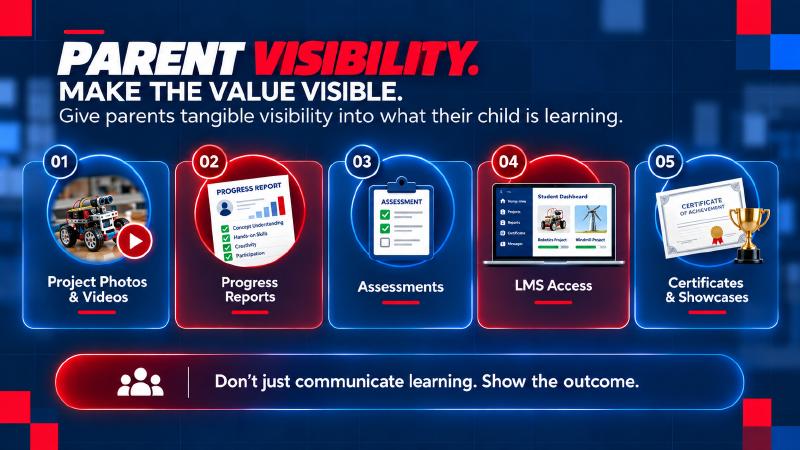 PARENT VISIBILITY.
MAKE THE VALUE VISIBLE.
Give parents tangible visibility into what their child is learning.
01
PROGRESS REPORT
Concept Understanding
Hands-on Skills
Creativity
Participation
02
03
ASSESSMENT
04
Student Dashboard
Projects
Reports
Certificates
Messages
Robotics Project
Windmill Project
05
CERTIFICATE
OF ACHIEVEMENT
Project Photos
& Videos
Progress
Reports
Assessments
LMS Access
Certificates
& Showcases
Don't just communicate learning. Show the outcome.